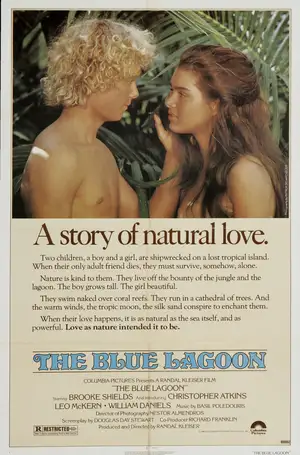 A story of natural love.
Two children, a boy and a girl, are shipwrecked on a lost tropical island.
When their only adult friend dies, they must survive, somehow, alone.
Nature is kind to them. They live off the bounty of the jungle and the
lagoon. The boy grows tall. The girl beautiful.
They swim naked over coral reefs. They run in a cathedral of trees. And
the warm winds, the tropic moon, the silk sand conspire to enchant them.
When their love happens, it is as natural as the sea itself, and as
powerful. Love as nature intended it to be.
THE BLUE LAGOON
COLUMBIA PICTURES Presents A RANDAL KLEISER FILM
"THE BLUE LAGOON"
starring BROOKE SHIELDS And introducing CHRISTOPHER ATKINS
LEO McKERN • WILLIAM DANIELS • Music by BASIL POLEDOURIS
Director of Photography NESTOR ALMENDROS
Screenplay by DOUGLAS DAY STEWART Co-Producer RICHARD FRANKLIN
Produced and Directed by RANDAL KLEISER
R RESTRICTED
Columbia
Pictures
"THE BLUE LAGOON"